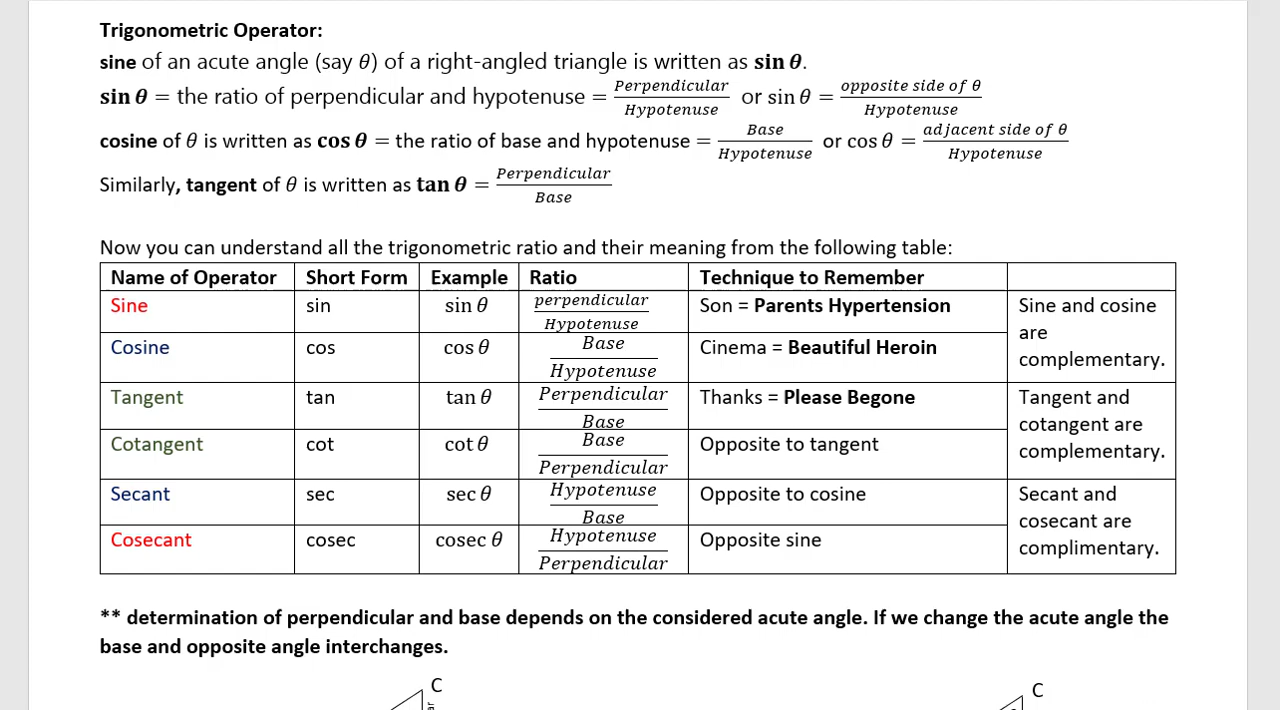 Trigonometric Operator:
sine of an acute angle (say θ) of a right-angled triangle is written as sin θ.
sin θ = the ratio of perpendicular and hypotenuse = Perpendicular/Hypotenuse or sin θ = opposite side of θ/Hypotenuse
cosine of θ is written as cos θ = the ratio of base and hypotenuse = Base/Hypotenuse or cos θ = adjacent side of θ/Hypotenuse
Similarly, tangent of θ is written as tan θ = Perpendicular/Base
Now you can understand all the trigonometric ratio and their meaning from the following table:
Name of Operator Short Form Example Ratio Technique to Remember
Sine sin sin θ perpendicular/Hypotenuse Son = Parents Hypertension
Sine and cosine
are
complementary.
Cosine cos cos θ Base/Hypotenuse Cinema = Beautiful Heroin
Tangent tan tan θ Perpendicular/Base Thanks = Please Begone
Tangent and
cotangent are
complementary.
Cotangent cot cot θ Base/Perpendicular Opposite to tangent
Secant sec sec θ Hypotenuse/Base Opposite to cosine
Secant and
cosecant are
complimentary.
Cosecant cosec cosec θ Hypotenuse/Perpendicular Opposite sine
** determination of perpendicular and base depends on the considered acute angle. If we change the acute angle the
base and opposite angle interchanges.
C
C